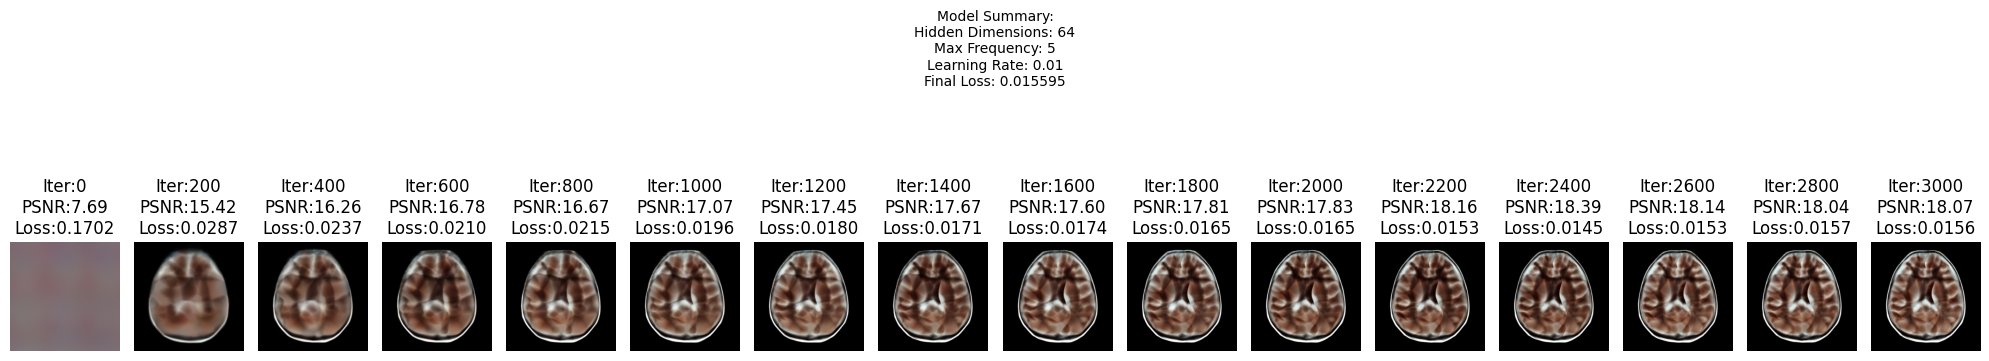 Model Summary:
Hidden Dimensions: 64
Max Frequency: 5
Learning Rate: 0.01
Final Loss: 0.015595
Iter:0
PSNR:7.69
Loss:0.1702
Iter:200
PSNR:15.42
Loss:0.0287
Iter:400
PSNR:16.26
Loss:0.0237
Iter:600
PSNR:16.78
Loss:0.0210
Iter:800
PSNR:16.67
Loss:0.0215
Iter:1000
PSNR:17.07
Loss:0.0196
Iter:1200
PSNR:17.45
Loss:0.0180
Iter:1400
PSNR:17.67
Loss:0.0171
Iter:1600
PSNR:17.60
Loss:0.0174
Iter:1800
PSNR:17.81
Loss:0.0165
Iter:2000
PSNR:17.83
Loss:0.0165
Iter:2200
PSNR:18.16
Loss:0.0153
Iter:2400
PSNR:18.39
Loss:0.0145
Iter:2600
PSNR:18.14
Loss:0.0153
Iter:2800
PSNR:18.04
Loss:0.0157
Iter:3000
PSNR:18.07
Loss:0.0156